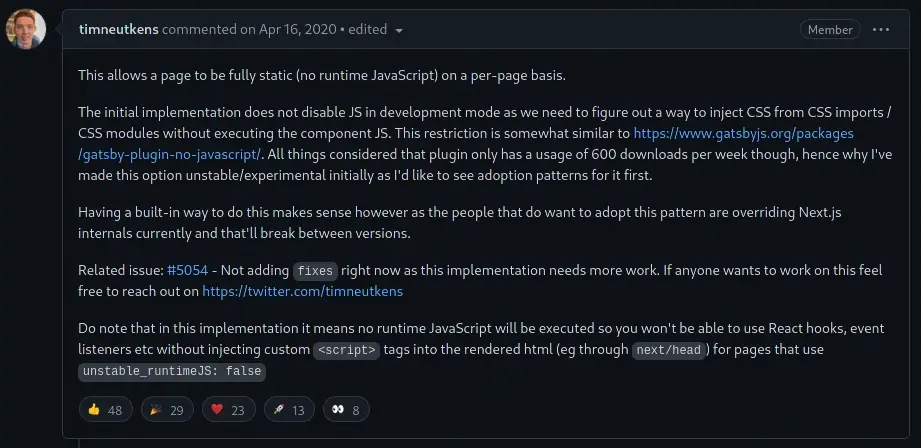 timneutkens commented on Apr 16, 2020 • edited
Member
This allows a page to be fully static (no runtime JavaScript) on a per-page basis.
The initial implementation does not disable JS in development mode as we need to figure out a way to inject CSS from CSS imports /
CSS modules without executing the component JS. This restriction is somewhat similar to https://www.gatsbyjs.org/packages
/gatsby-plugin-no-javascript/. All things considered that plugin only has a usage of 600 downloads per week though, hence why I've
made this option unstable/experimental initially as I'd like to see adoption patterns for it first.
Having a built-in way to do this makes sense however as the people that do want to adopt this pattern are overriding Next.js
internals currently and that'll break between versions.
Related issue: #5054 - Not adding fixes right now as this implementation needs more work. If anyone wants to work on this feel
free to reach out on https://twitter.com/timneutkens
Do note that in this implementation it means no runtime JavaScript will be executed so you won't be able to use React hooks, event
listeners etc without injecting custom <script> tags into the rendered html (eg through next/head) for pages that use
unstable_runtimeJS: false
👍 48 🎉 29 ❤️ 23 🚀 13 👀 8